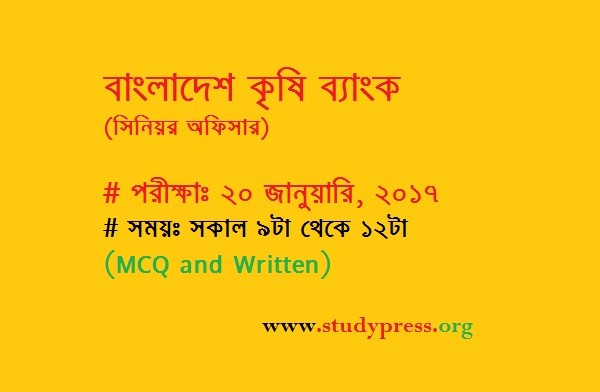 বাংলাদেশ কৃষি ব্যাংক
(সিনিয়র অফিসার)
# পরীক্ষাঃ ২০ জানুয়ারি, ২০১৭
# সময়ঃ সকাল ৯টা থেকে ১২টা
(MCQ and Written)
www.studypress.org